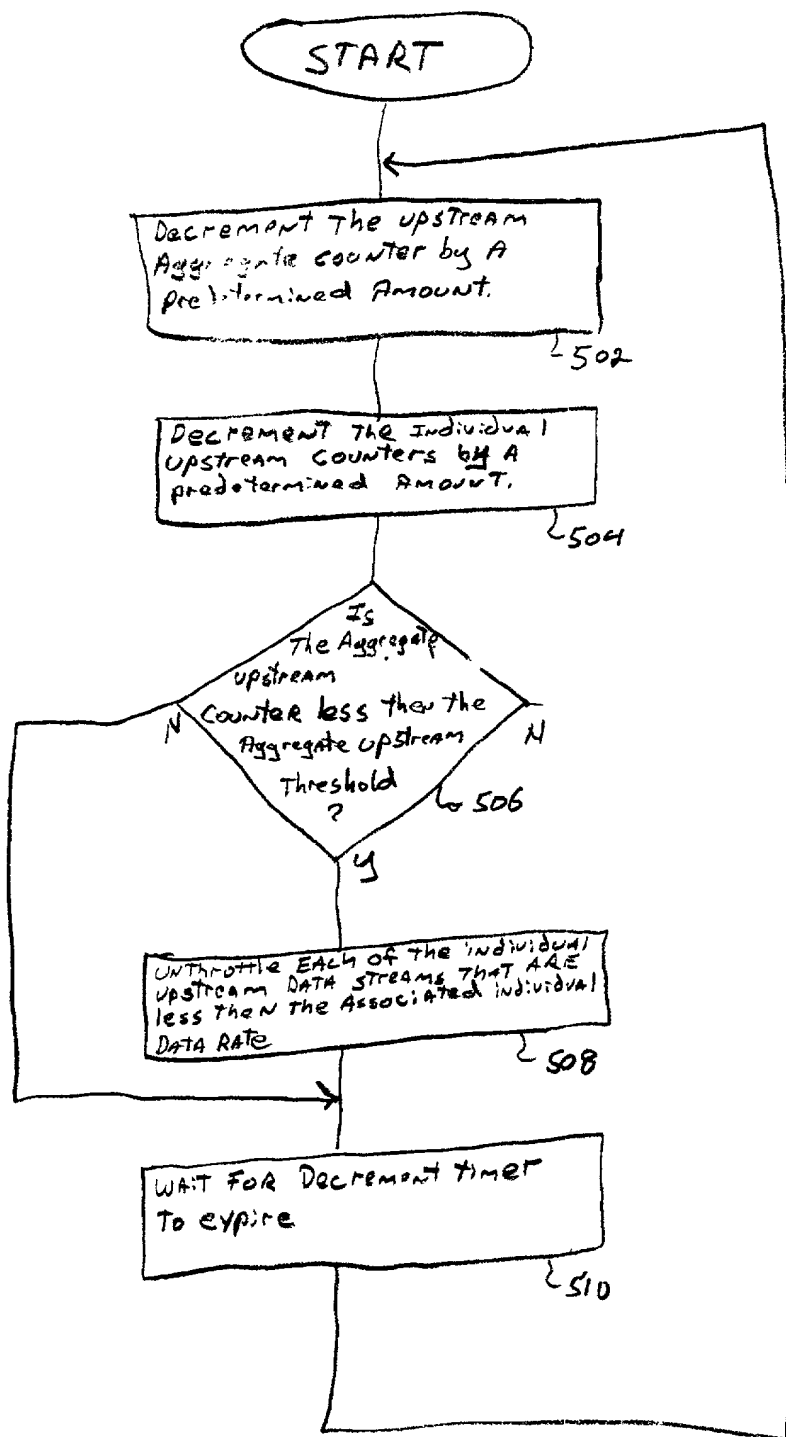 START
Decrement The upstream
Aggregate counter by A
predetermined Amount.
502
Decrement The Individual
upstream Counters by A
predetermined Amount.
504
Is
The Aggregate
upstream
Counter less then the
Aggregate upstream
Threshold
?
N
N
506
Y
Unthrottle Each of the individual
upstream Data streams that are
less then the Associated individual
Data Rate
508
Wait for Decrement timer
To expire
510